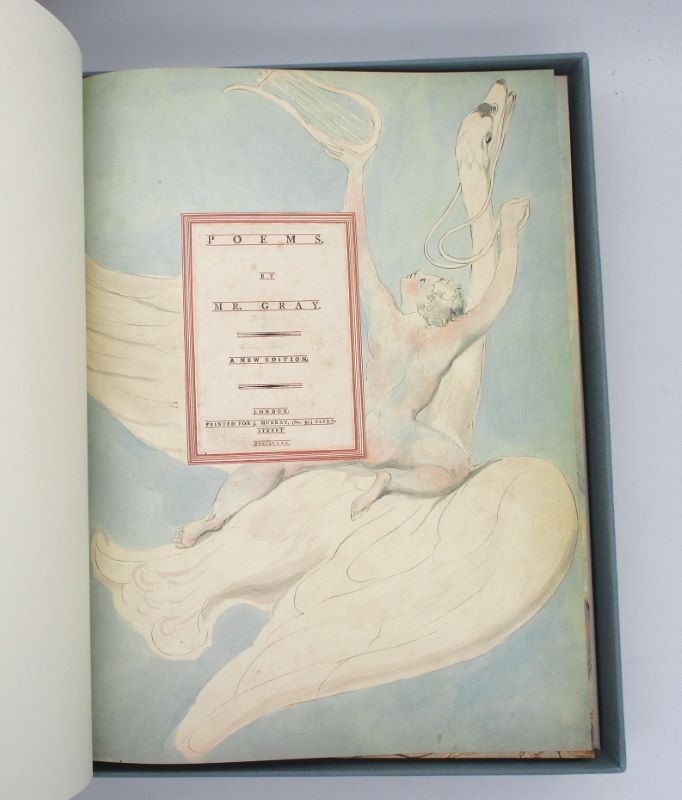 POEMS.
BY
MR. GRAY.
A NEW EDITION.
LONDON:
PRINTED FOR J. MURRAY, (No. 32.) FLEET-
STREET.